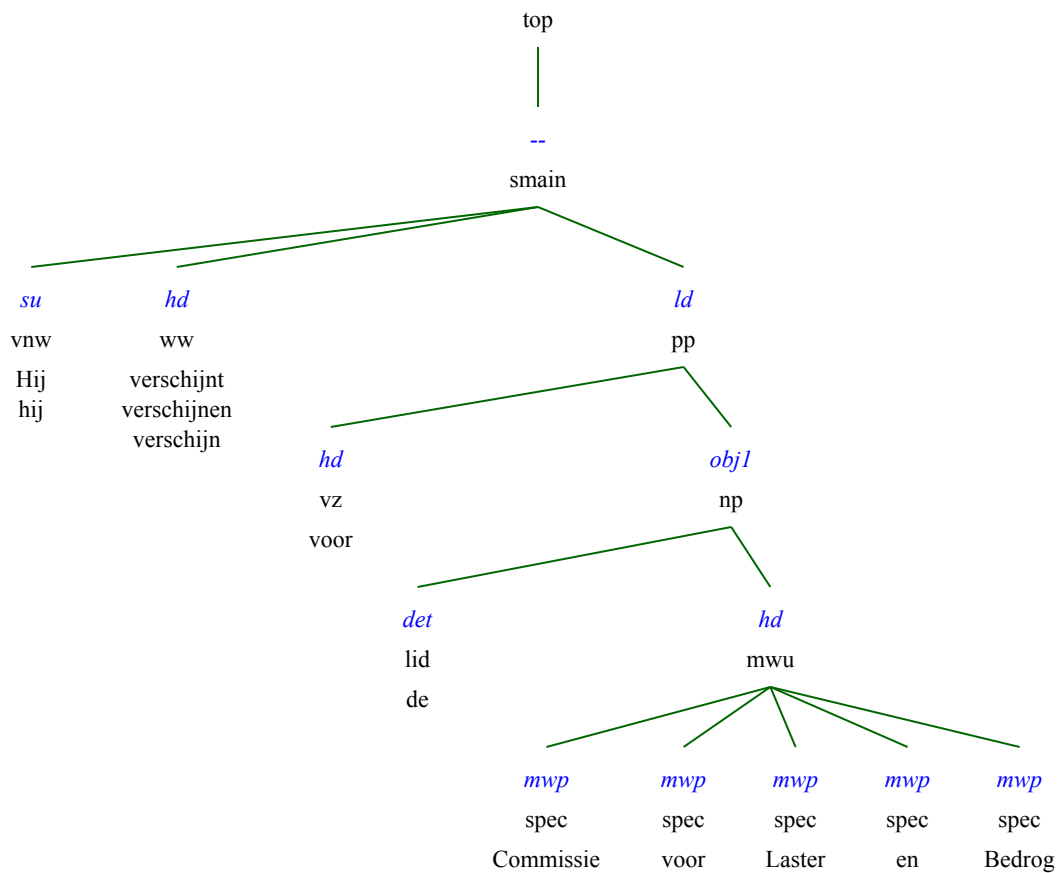 top
--
smain
su hd ld
vnw ww pp
Hij verschijnt
hij verschijnen
verschijn
hd obj1
vz np
voor
det hd
lid mwu
de
mwp mwp mwp mwp mwp
spec spec spec spec spec
Commissie voor Laster en Bedrog